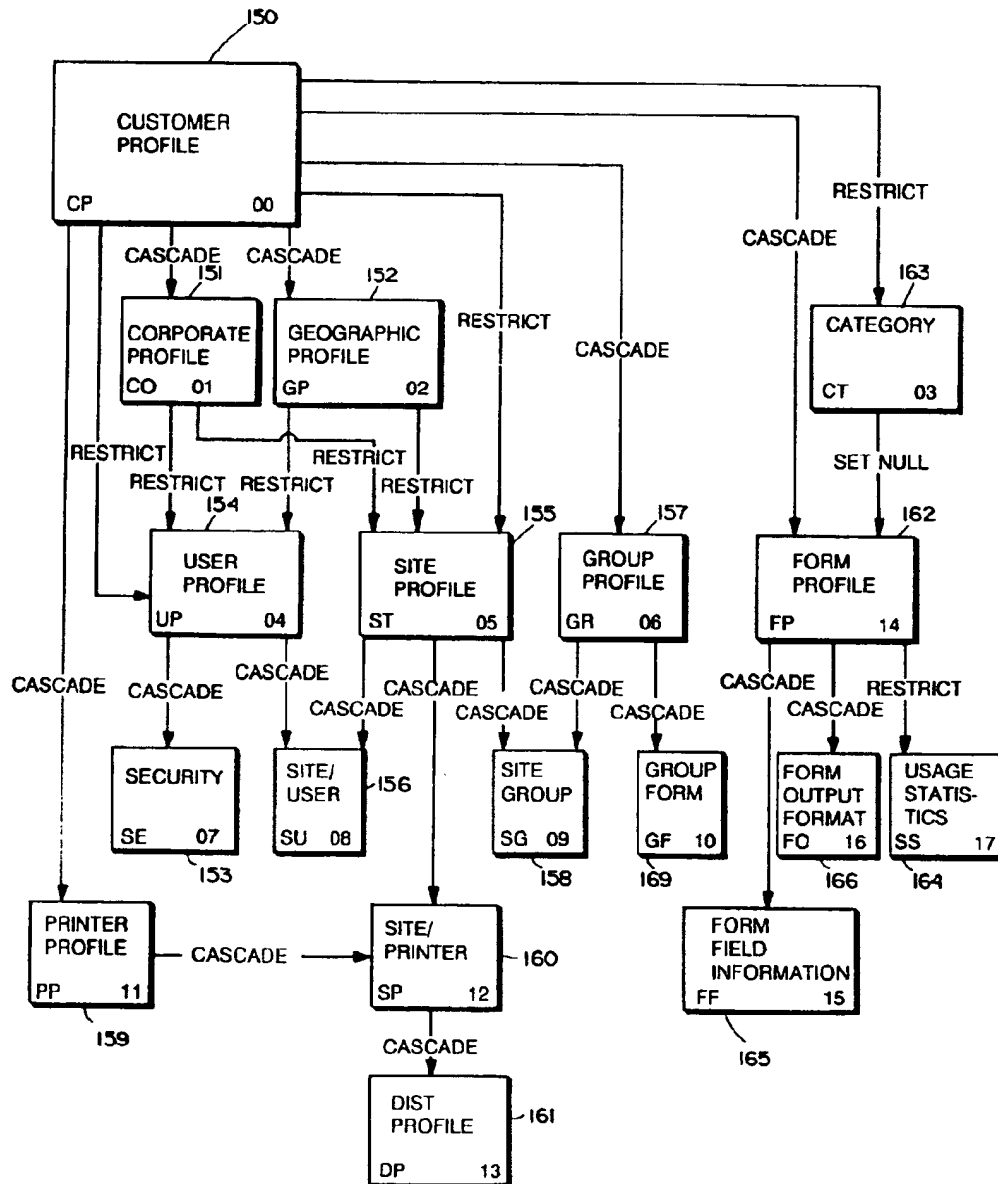 150
CUSTOMER
PROFILE
CP 00
RESTRICT
CASCADE
CASCADE
CASCADE
151
152
163
RESTRICT
CASCADE
CORPORATE
PROFILE
CO 01
GEOGRAPHIC
PROFILE
GP 02
CATEGORY
CT 03
RESTRICT
RESTRICT
RESTRICT
RESTRICT
RESTRICT
SET NULL
154
155
157
162
USER
PROFILE
UP 04
SITE
PROFILE
ST 05
GROUP
PROFILE
GR 06
FORM
PROFILE
FP 14
CASCADE
CASCADE
CASCADE
CASCADE
CASCADE
CASCADE
CASCADE
CASCADE
CASCADE
CASCADE
RESTRICT
SECURITY
SE 07
153
SITE/
USER
SU 08
156
SITE
GROUP
SG 09
158
GROUP
FORM
GF 10
169
FORM
OUTPUT
FORMAT
FO 16
166
USAGE
STATIS-
TICS
SS 17
164
PRINTER
PROFILE
PP 11
159
CASCADE
SITE/
PRINTER
SP 12
160
FORM
FIELD
INFORMATION
FF 15
165
CASCADE
DIST
PROFILE
DP 13
161